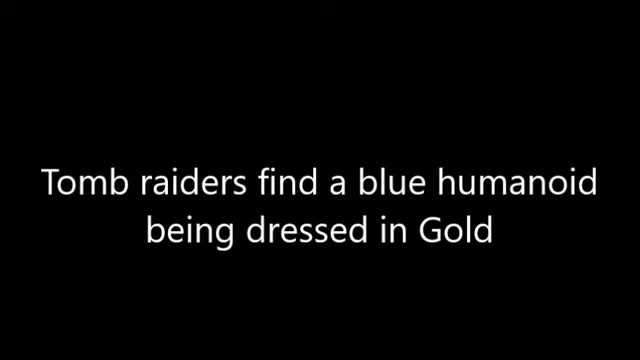 Tomb raiders find a blue humanoid
being dressed in Gold